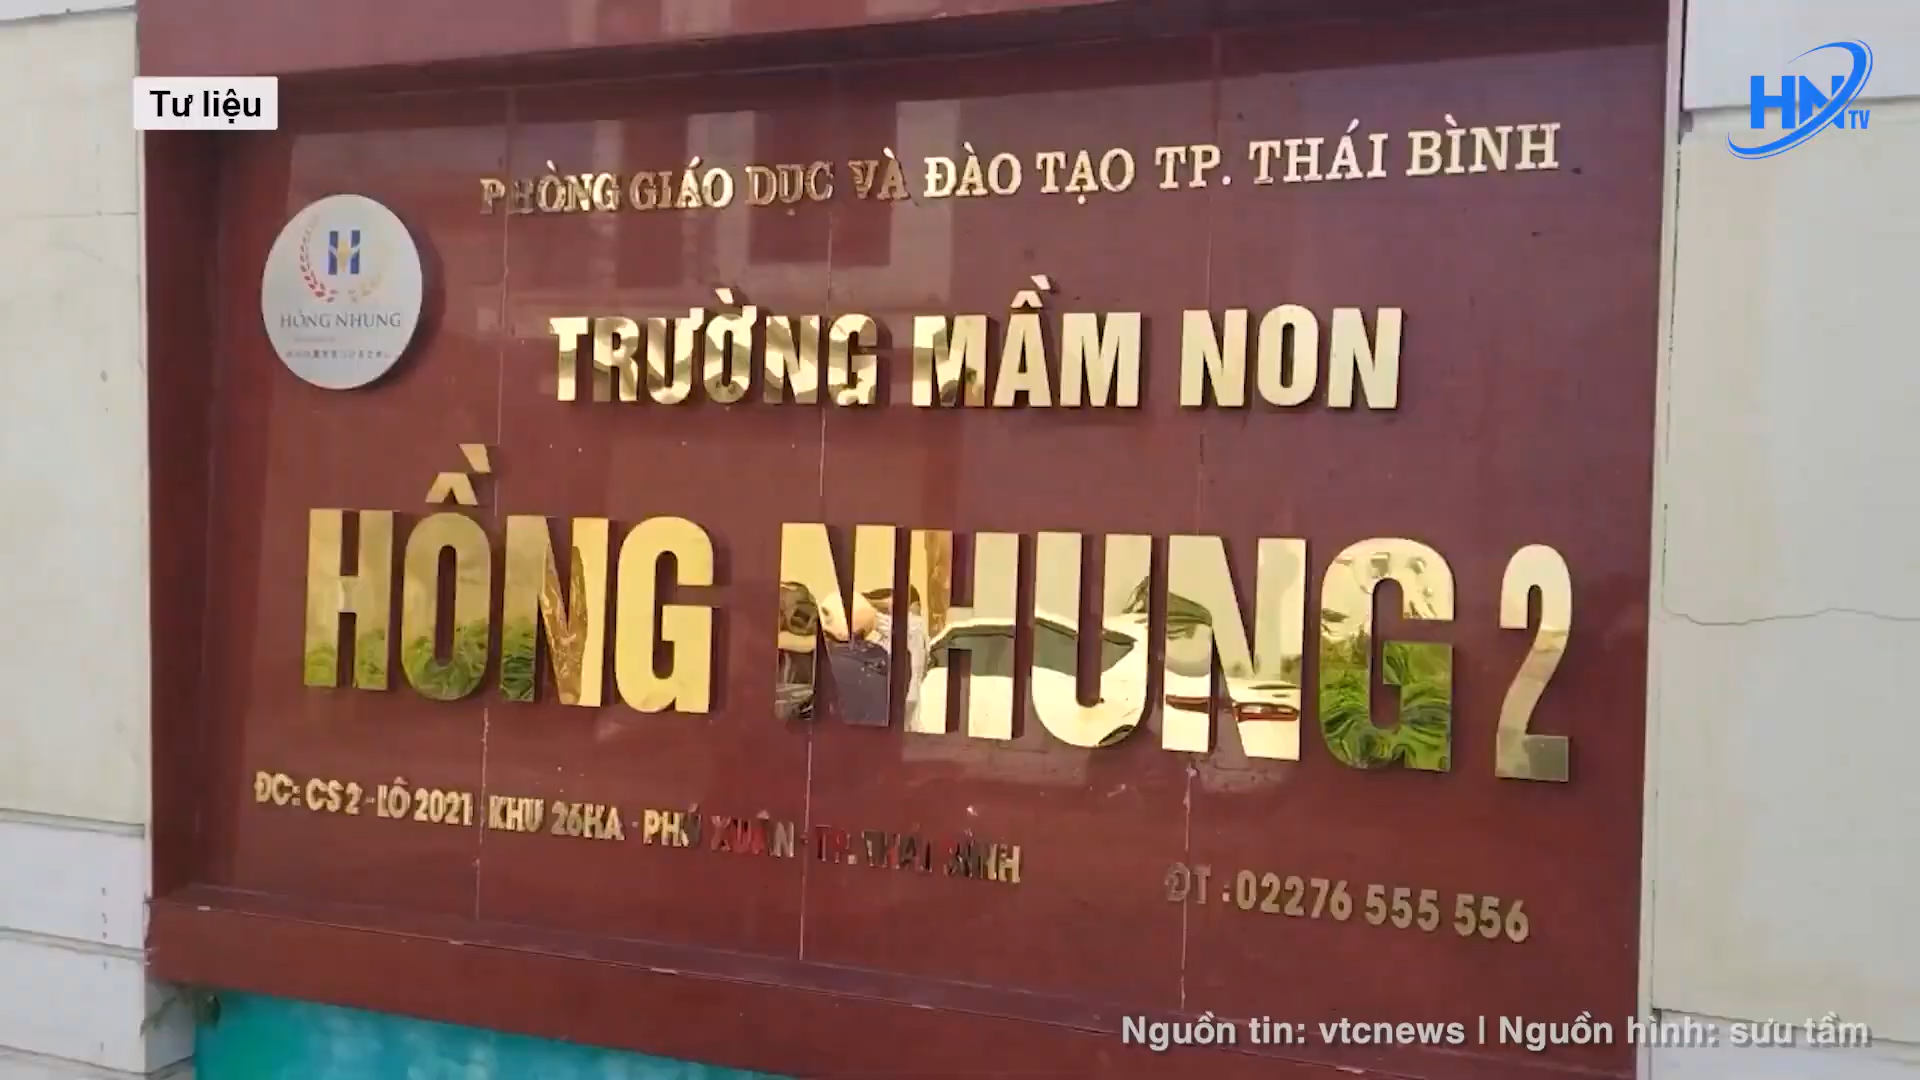 Tư liệu
HNTV
PHÒNG GIÁO DỤC VÀ ĐÀO TẠO TP. THÁI BÌNH
H
HỒNG NHUNG
TRƯỜNG MẦM NON
HỒNG NHUNG 2
ĐC: CS 2 - LÔ 2021 KHU 26HA - PHÚ XUÂN - TP. THÁI BÌNH
ĐT : 02276 555 556
Nguồn tin: vtcnews | Nguồn hình: sưu tầm